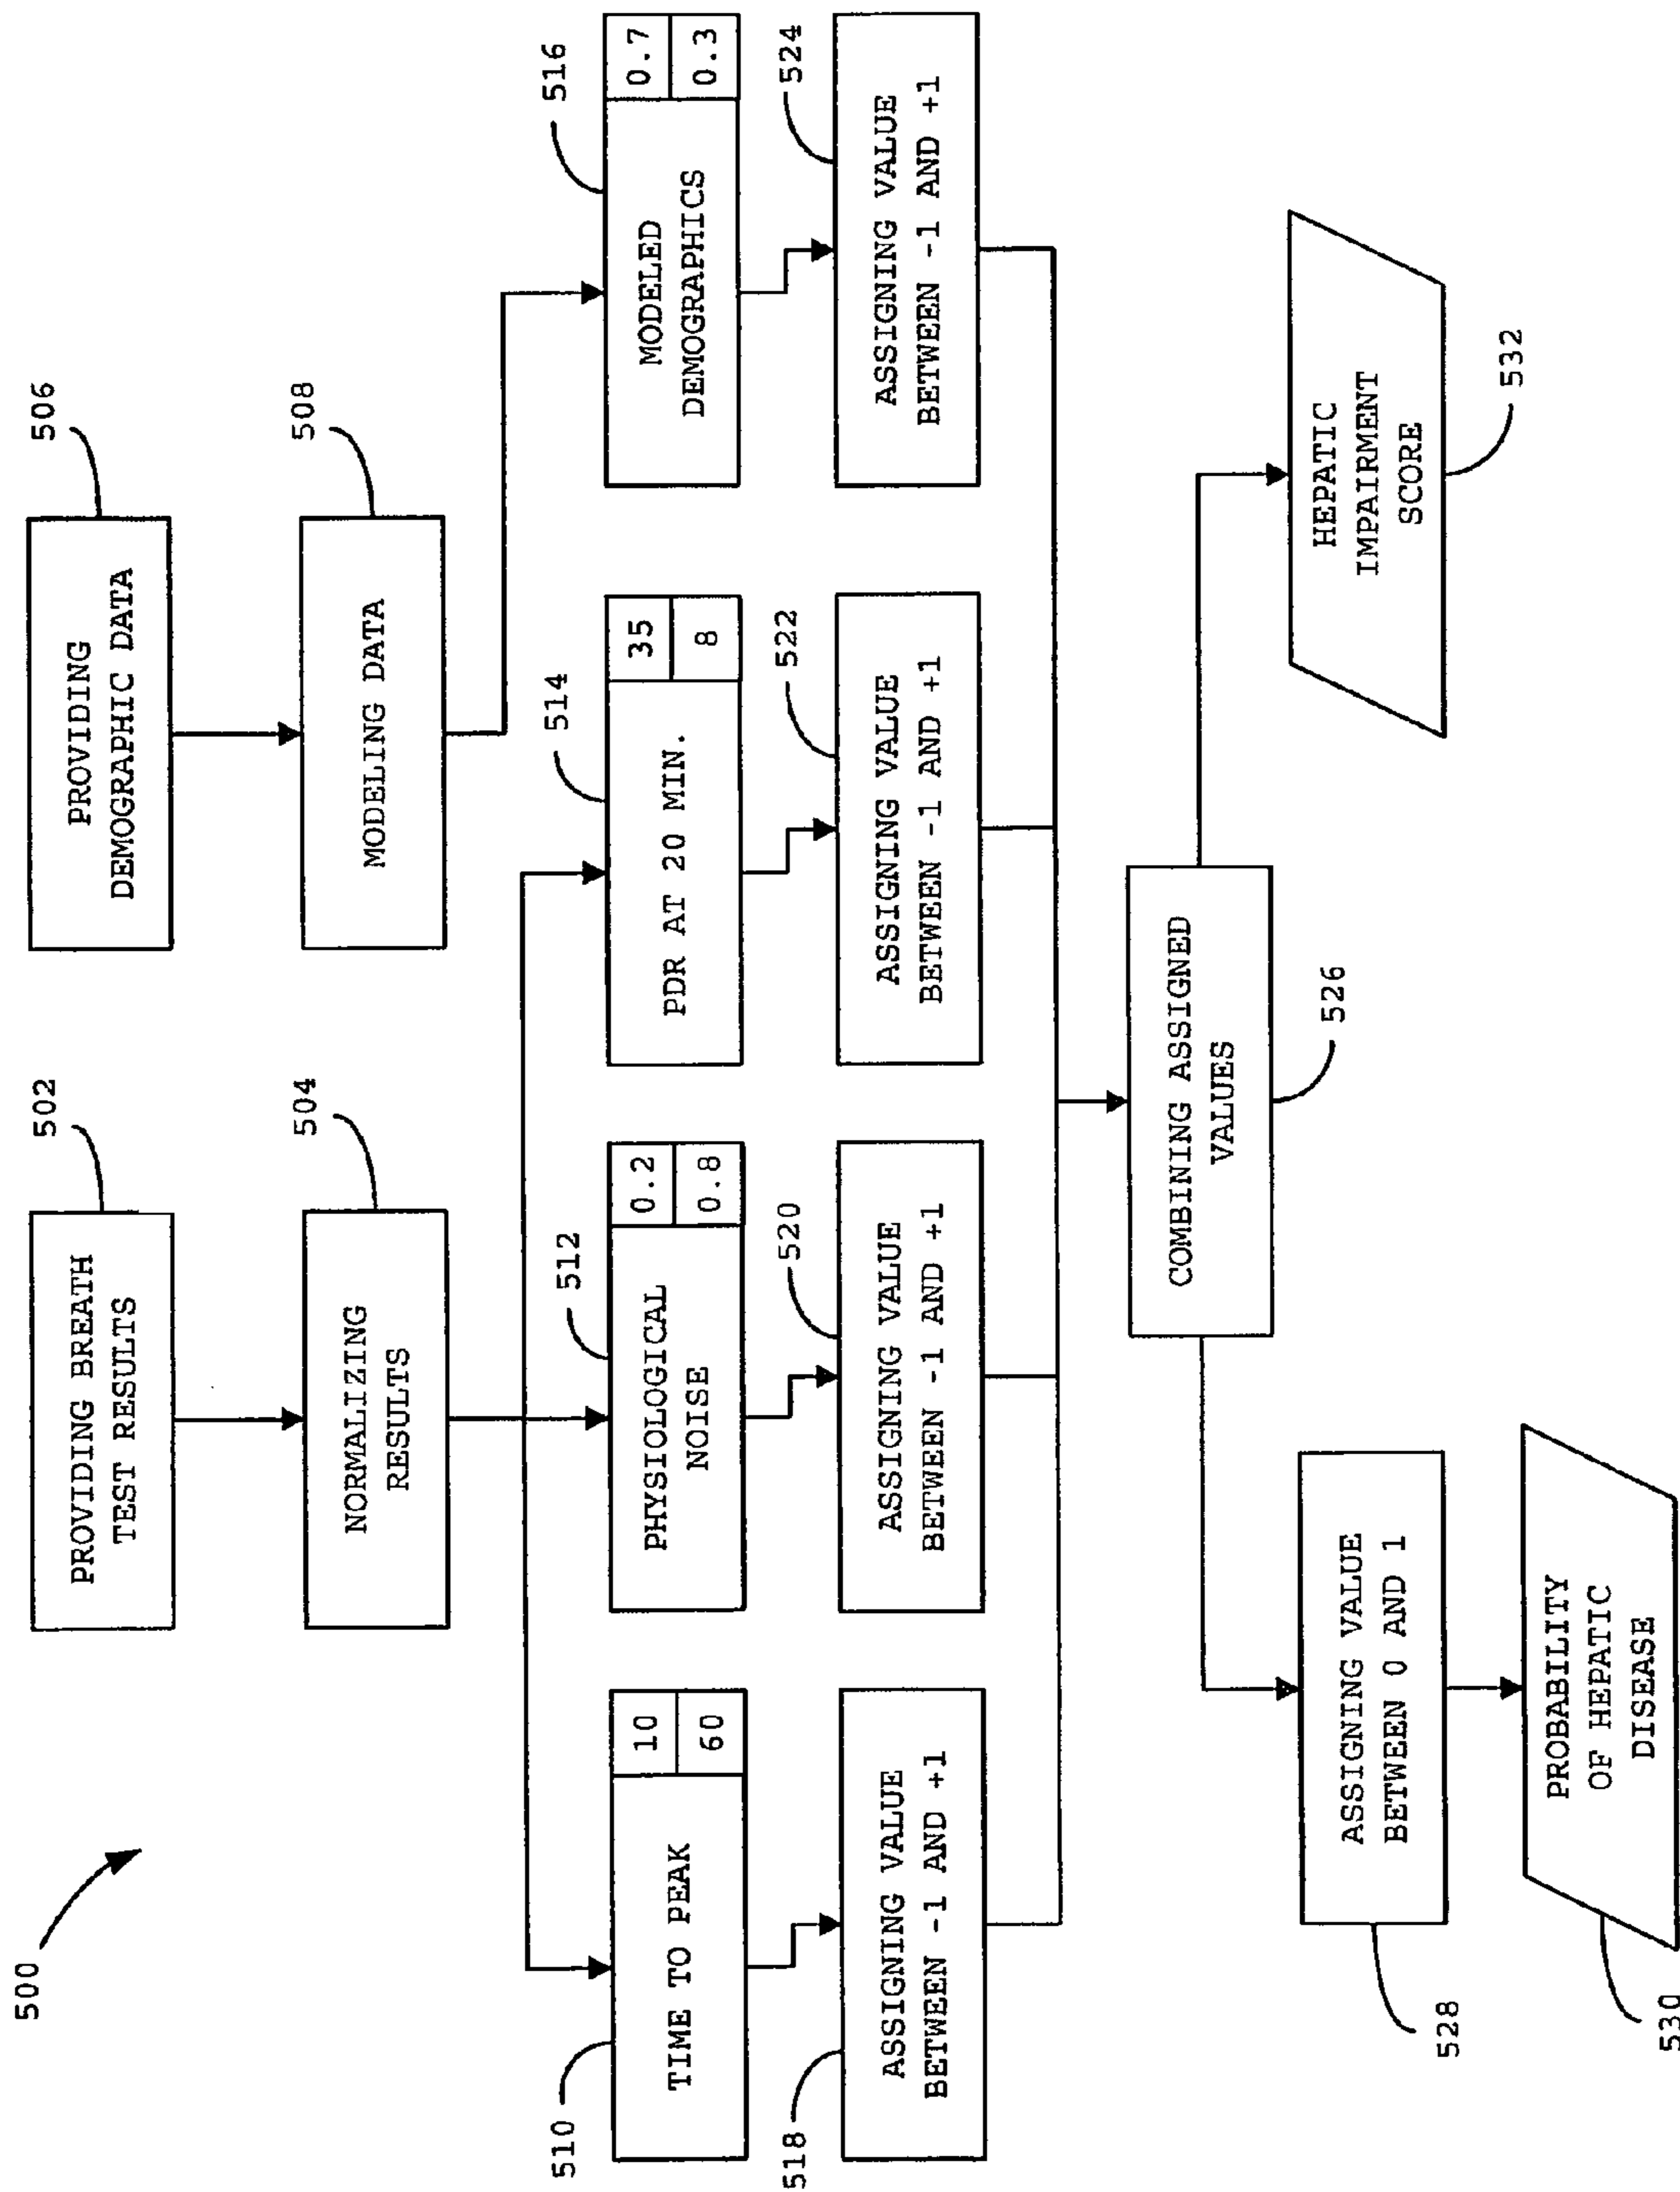 500
502
PROVIDING BREATH
TEST RESULTS
506
PROVIDING
DEMOGRAPHIC DATA
504
NORMALIZING
RESULTS
508
MODELING DATA
510
TIME TO PEAK
10
60
512
PHYSIOLOGICAL
NOISE
0.2
0.8
514
PDR AT 20 MIN.
35
8
516
MODELED
DEMOGRAPHICS
0.7
0.3
518
ASSIGNING VALUE
BETWEEN -1 AND +1
520
ASSIGNING VALUE
BETWEEN -1 AND +1
522
ASSIGNING VALUE
BETWEEN -1 AND +1
524
ASSIGNING VALUE
BETWEEN -1 AND +1
COMBINING ASSIGNED
VALUES
526
ASSIGNING VALUE
BETWEEN 0 AND 1
528
HEPATIC
IMPAIRMENT
SCORE
532
PROBABILITY
OF HEPATIC
DISEASE
530